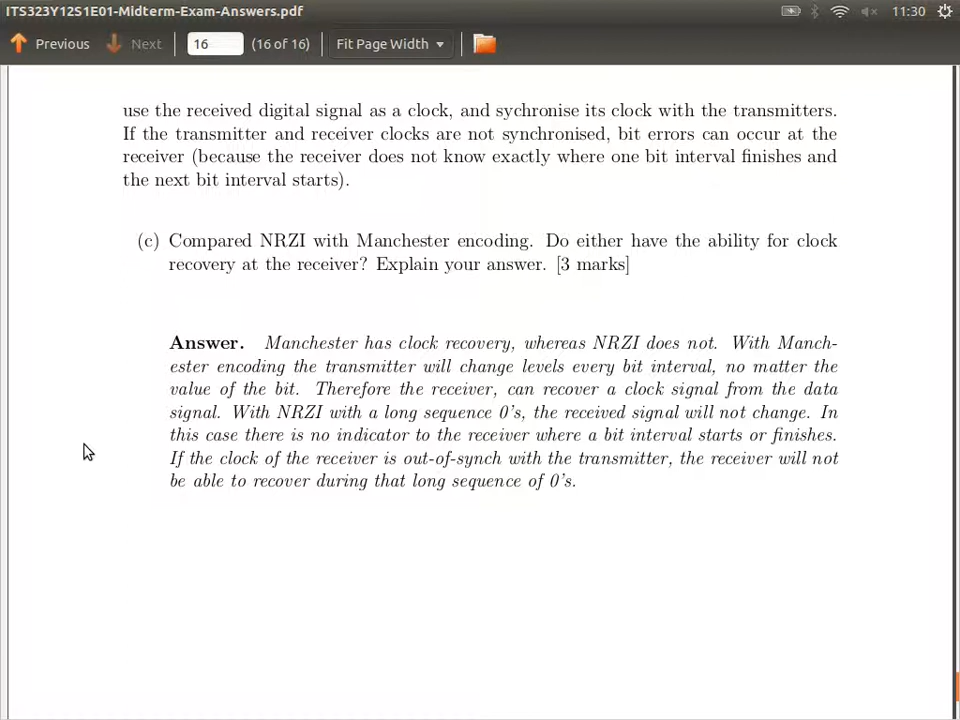 ITS323Y12S1E01-Midterm-Exam-Answers.pdf 11:30
Previous Next 16 (16 of 16) Fit Page Width
use the received digital signal as a clock, and sychronise its clock with the transmitters.
If the transmitter and receiver clocks are not synchronised, bit errors can occur at the
receiver (because the receiver does not know exactly where one bit interval finishes and
the next bit interval starts).
(c) Compared NRZI with Manchester encoding. Do either have the ability for clock
recovery at the receiver? Explain your answer. [3 marks]
Answer. Manchester has clock recovery, whereas NRZI does not. With Manch-
ester encoding the transmitter will change levels every bit interval, no matter the
value of the bit. Therefore the receiver, can recover a clock signal from the data
signal. With NRZI with a long sequence 0's, the received signal will not change. In
this case there is no indicator to the receiver where a bit interval starts or finishes.
If the clock of the receiver is out-of-synch with the transmitter, the receiver will not
be able to recover during that long sequence of 0's.